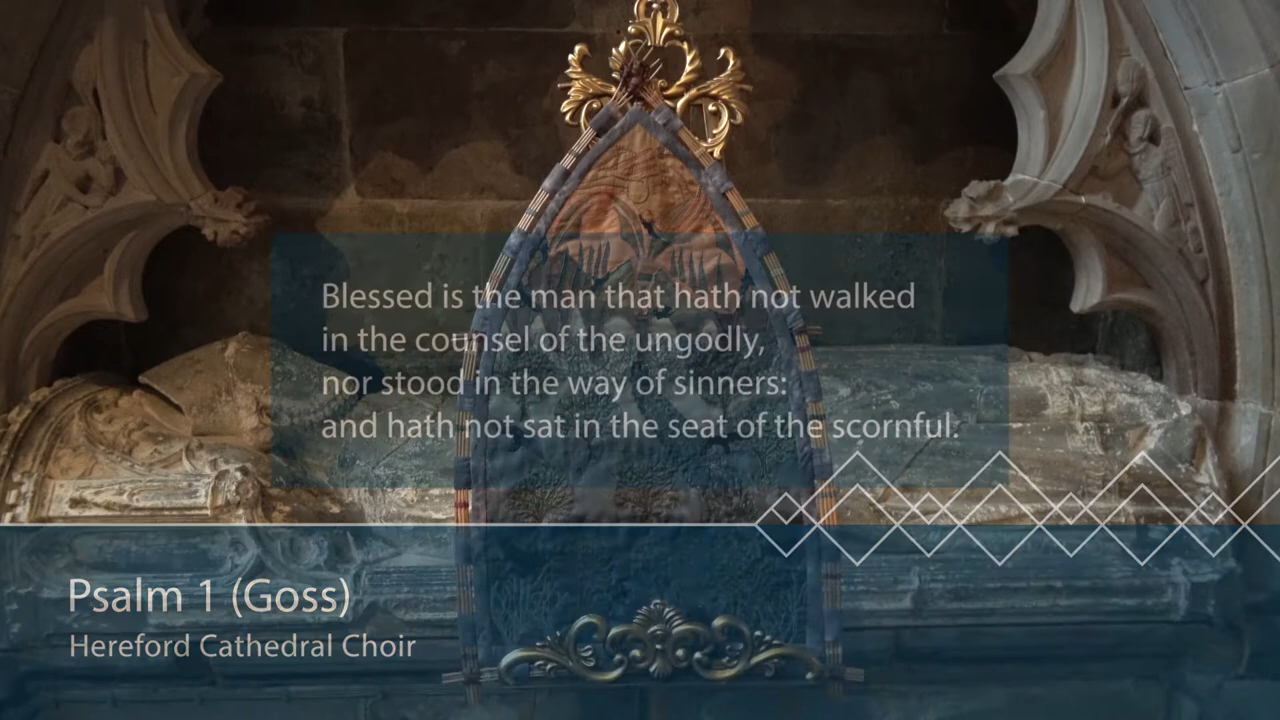 Blessed is the man that hath not walked
in the counsel of the ungodly,
nor stood in the way of sinners:
and hath not sat in the seat of the scornful.
Psalm 1 (Goss)
Hereford Cathedral Choir